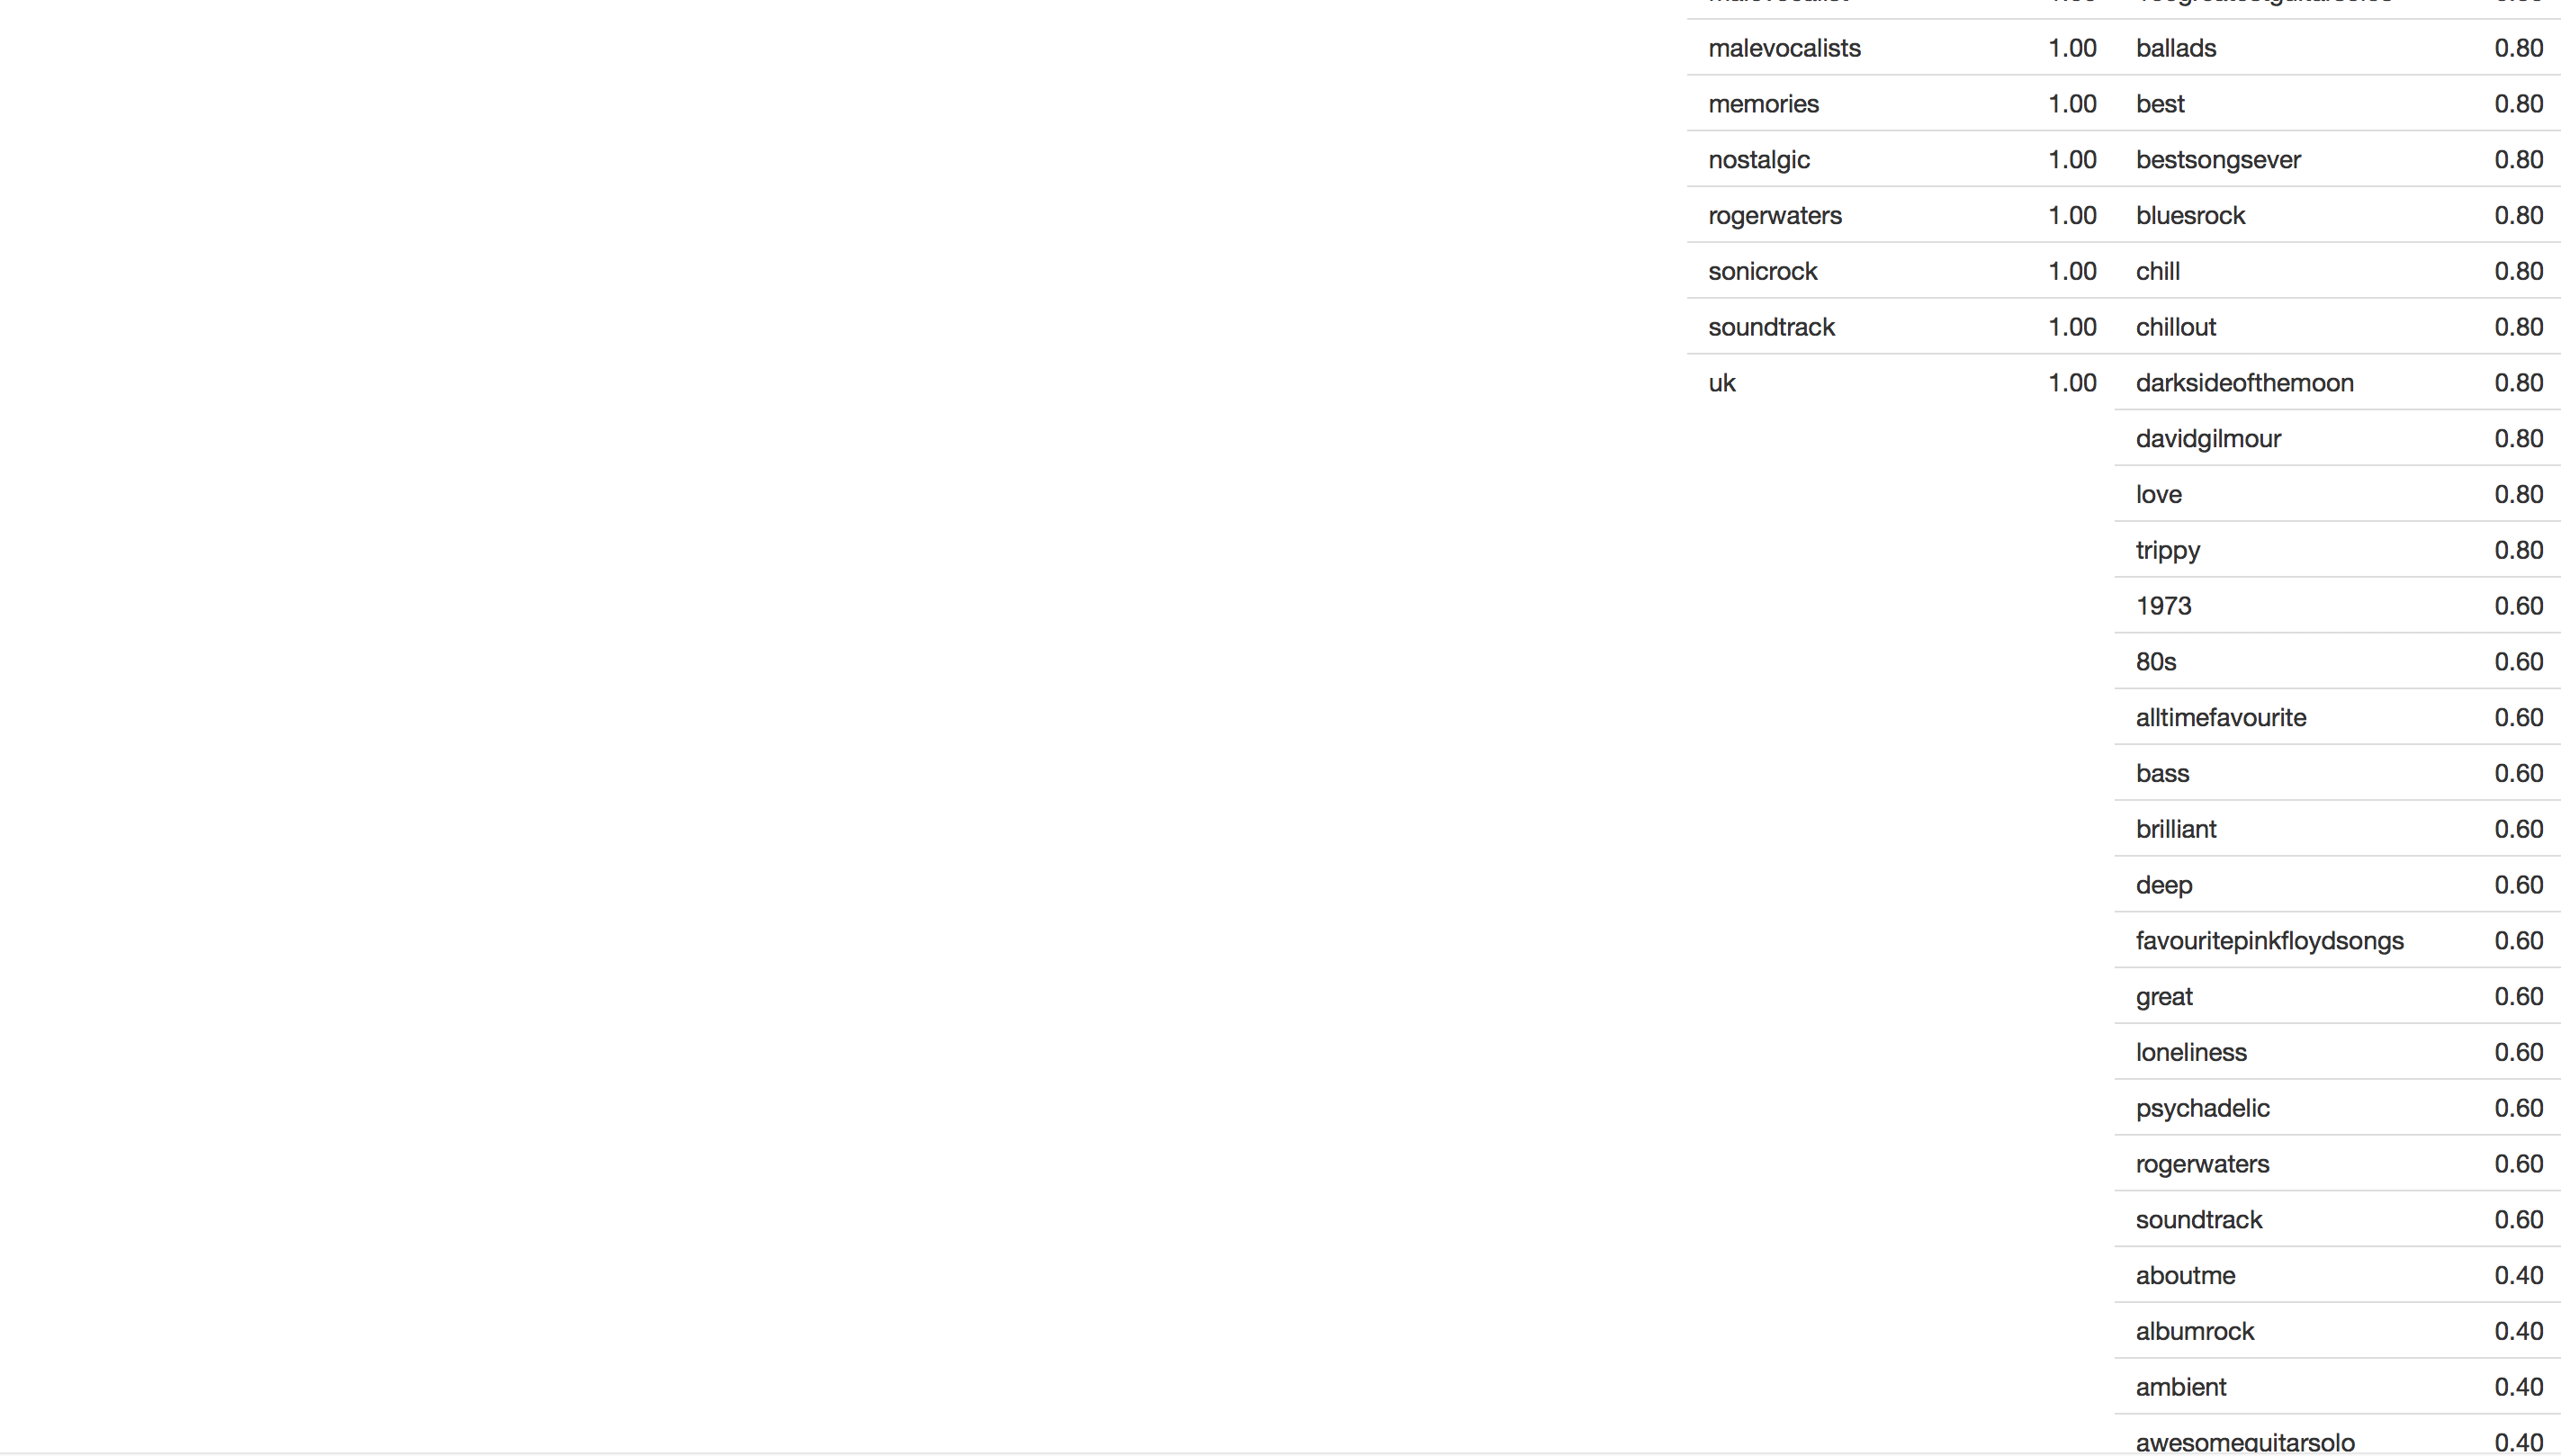 malevocalists 1.00 ballads 0.80
memories 1.00 best 0.80
nostalgic 1.00 bestsongsever 0.80
rogerwaters 1.00 bluesrock 0.80
sonicrock 1.00 chill 0.80
soundtrack 1.00 chillout 0.80
uk 1.00 darksideofthemoon 0.80
davidgilmour 0.80
love 0.80
trippy 0.80
1973 0.60
80s 0.60
alltimefavourite 0.60
bass 0.60
brilliant 0.60
deep 0.60
favouritepinkfloydsongs 0.60
great 0.60
loneliness 0.60
psychadelic 0.60
rogerwaters 0.60
soundtrack 0.60
aboutme 0.40
albumrock 0.40
ambient 0.40
awesomeguitarsolo 0.40